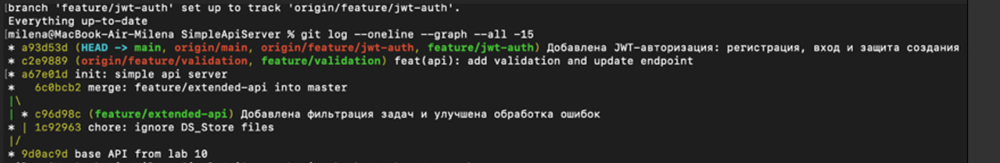 [branch 'feature/jwt-auth' set up to track 'origin/feature/jwt-auth'.
Everything up-to-date
[milena@MacBook-Air-Milena SimpleApiServer % git log --oneline --graph --all -15
* a93d53d (HEAD -> main, origin/main, origin/feature/jwt-auth, feature/jwt-auth) Добавлена JWT-авторизация: регистрация, вход и защита создания
* c2e9889 (origin/feature/validation, feature/validation) feat(api): add validation and update endpoint
[* a67e01d init: simple api server
*   6c0bcb2 merge: feature/extended-api into master
|\
| * c96d98c (feature/extended-api) Добавлена фильтрация задач и улучшена обработка ошибок
* | 1c92963 chore: ignore DS_Store files
|/
* 9d0ac9d base API from lab 10